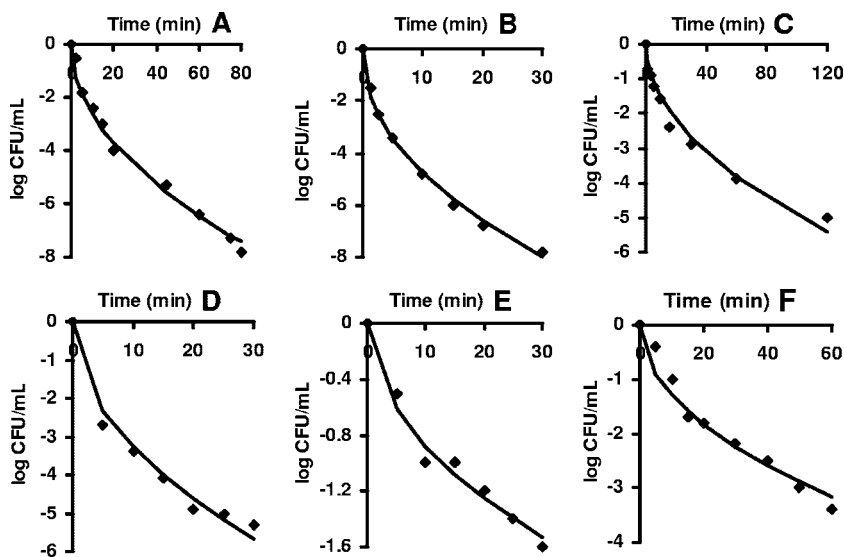 Time (min) A
0
0 20 40 60 80
-2
-4
-6
-8
log CFU/mL
Time (min) B
0
0 10 20 30
-2
-4
-6
-8
log CFU/mL
Time (min) C
0
40 80 120
-1
-2
-3
-4
-5
-6
log CFU/mL
Time (min) D
0
0 10 20 30
-1
-2
-3
-4
-5
-6
log CFU/mL
Time (min) E
0
0 10 20 30
-0.4
-0.8
-1.2
-1.6
log CFU/mL
Time (min) F
0
0 20 40 60
-1
-2
-3
-4
log CFU/mL